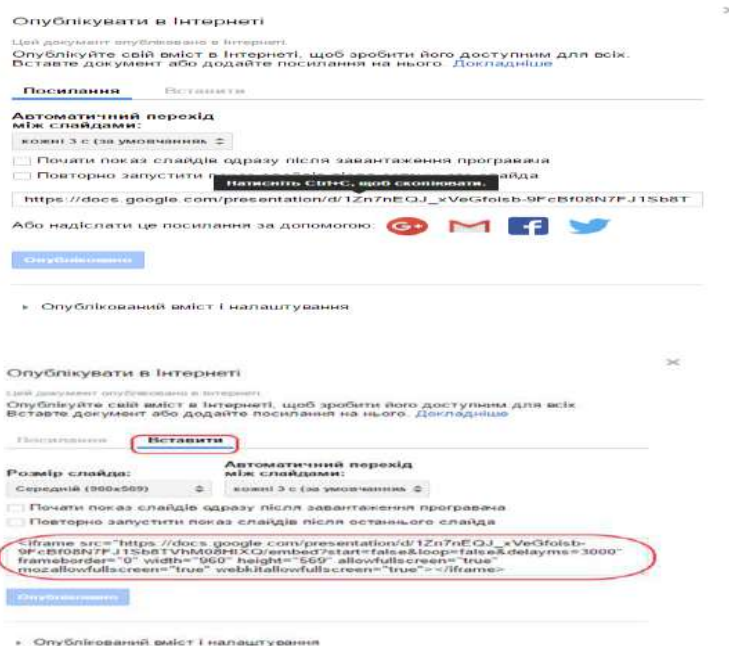 Опублікувати в Інтернеті
Цей документ опубліковано в Інтернеті.
Опублікуйте свій вміст в Інтернеті, щоб зробити його доступним для всіх.
Вставте документ або додайте посилання на нього. Докладніше
Посилання Вставити
Автоматичний перехід
між слайдами:
кожні 3 с (за умовчанням
Почати показ слайдів одразу після завантаження програвача
Повторно запустити айда
Натисніть Ctrl+C, щоб скопіювати.
https://docs.google.com/presentation/d/1Zn7nEQJ_xVeGfoisb-9FcBf08N7FJ1Sb8T
Або надіслати це посилання за допомогою: G+ M f
Опубліковано
Опублікований вміст і налаштування
Опублікувати в Інтернеті
Цей документ опубліковано в Інтернеті.
Опублікуйте свій вміст в Інтернеті, щоб зробити його доступним для всіх
Вставте документ або додайте посилання на нього. Докладніше
Посилання Вставити
Розмір слайда: Автоматичний перехід
між слайдами:
Середній (960x569) кожні 3 с (за умовчанням
Почати показ слайдів одразу після завантаження програвача
Повторно запустити показ слайдів після останнього слайда
<iframe src="https://docs.google.com/presentation/d/1Zn7nEQJ_xVeGfoisb-
9FcBf08N7FJ1Sb8TVhM08HIXQ/embed?start=false&loop=false&delayms=3000"
frameborder="0" width="960" height="569" allowfullscreen="true"
mozallowfullscreen="true" webkitallowfullscreen="true"></iframe>
Опубліковано
Опублікований вміст і налаштування